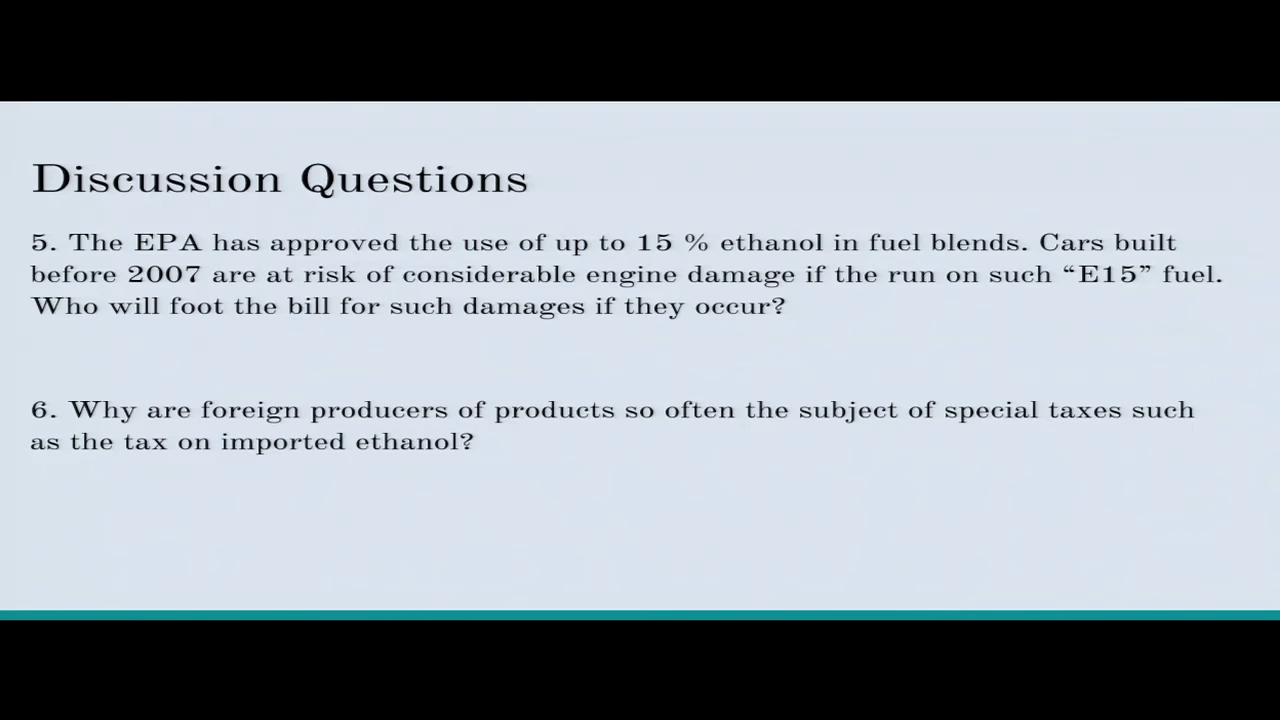 Discussion Questions
5. The EPA has approved the use of up to 15 % ethanol in fuel blends. Cars built
before 2007 are at risk of considerable engine damage if the run on such “E15” fuel.
Who will foot the bill for such damages if they occur?
6. Why are foreign producers of products so often the subject of special taxes such
as the tax on imported ethanol?